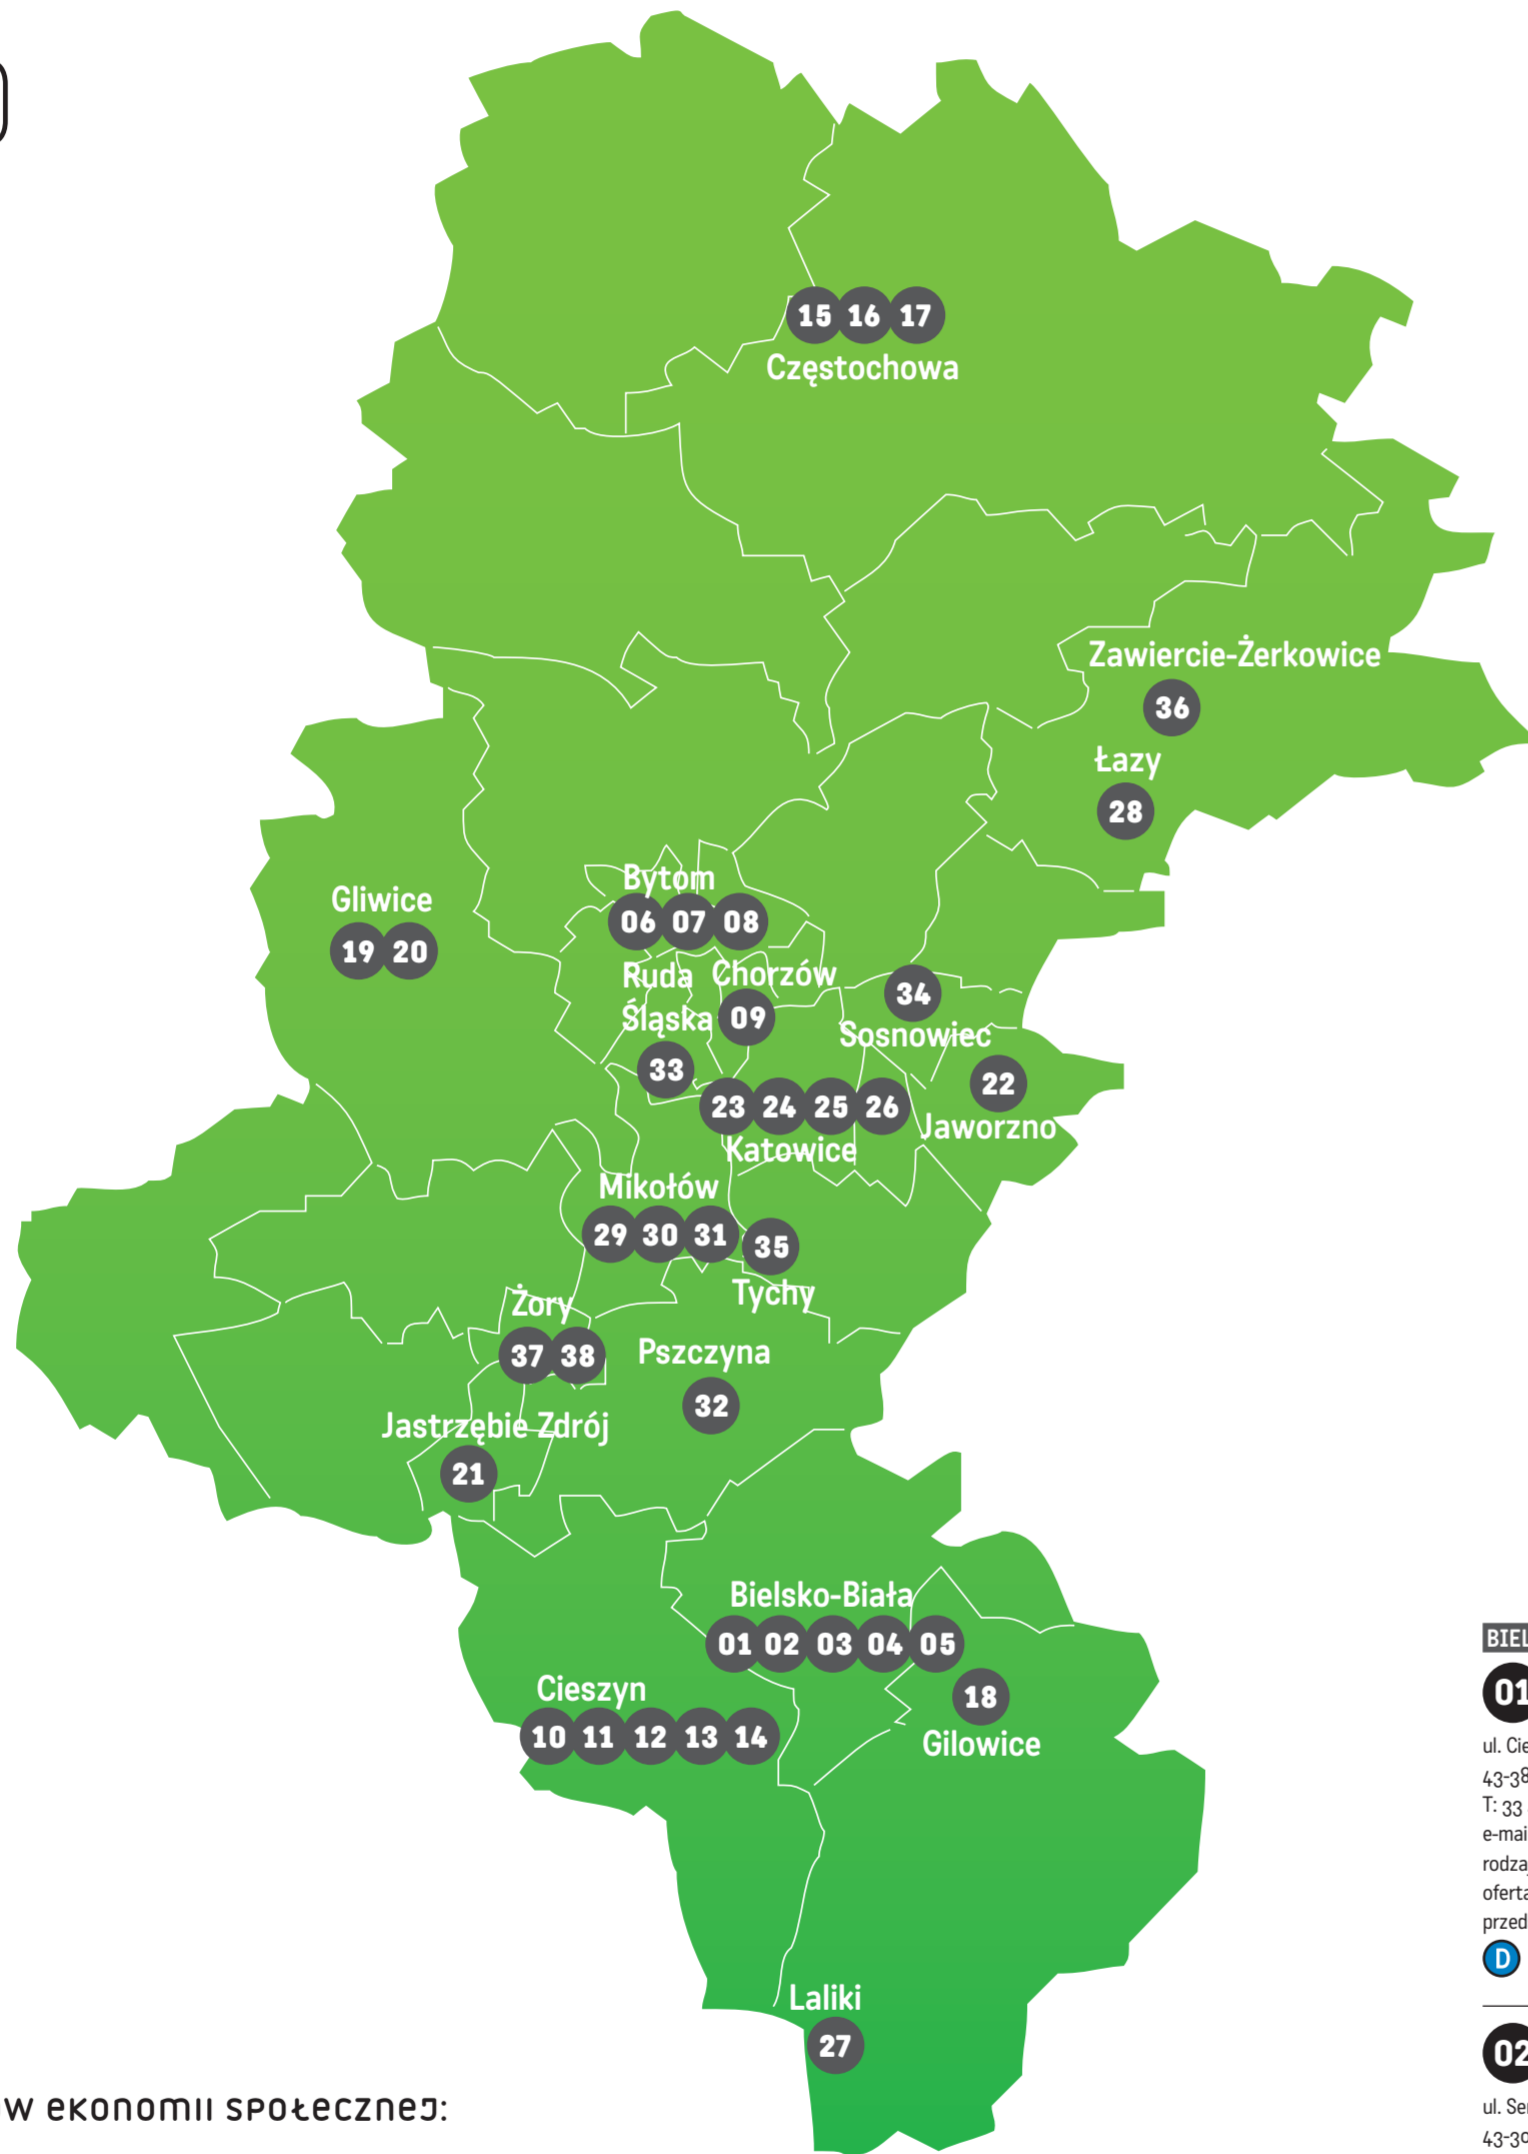 15 16 17
Częstochowa
Zawiercie-Żerkowice
36
Łazy
28
Bytom
06 07 08
Gliwice
19 20
Ruda
Śląska
33
Chorzów
09
34
Sosnowiec
22
Jaworzno
23 24 25 26
Katowice
Mikołów
29 30 31
35
Tychy
Żory
37 38
Pszczyna
32
Jastrzębie Zdrój
21
Bielsko-Biała
01 02 03 04 05
18
Gilowice
Cieszyn
10 11 12 13 14
Laliki
27
w ekonomii społecznej:
01
T: 33
D
02